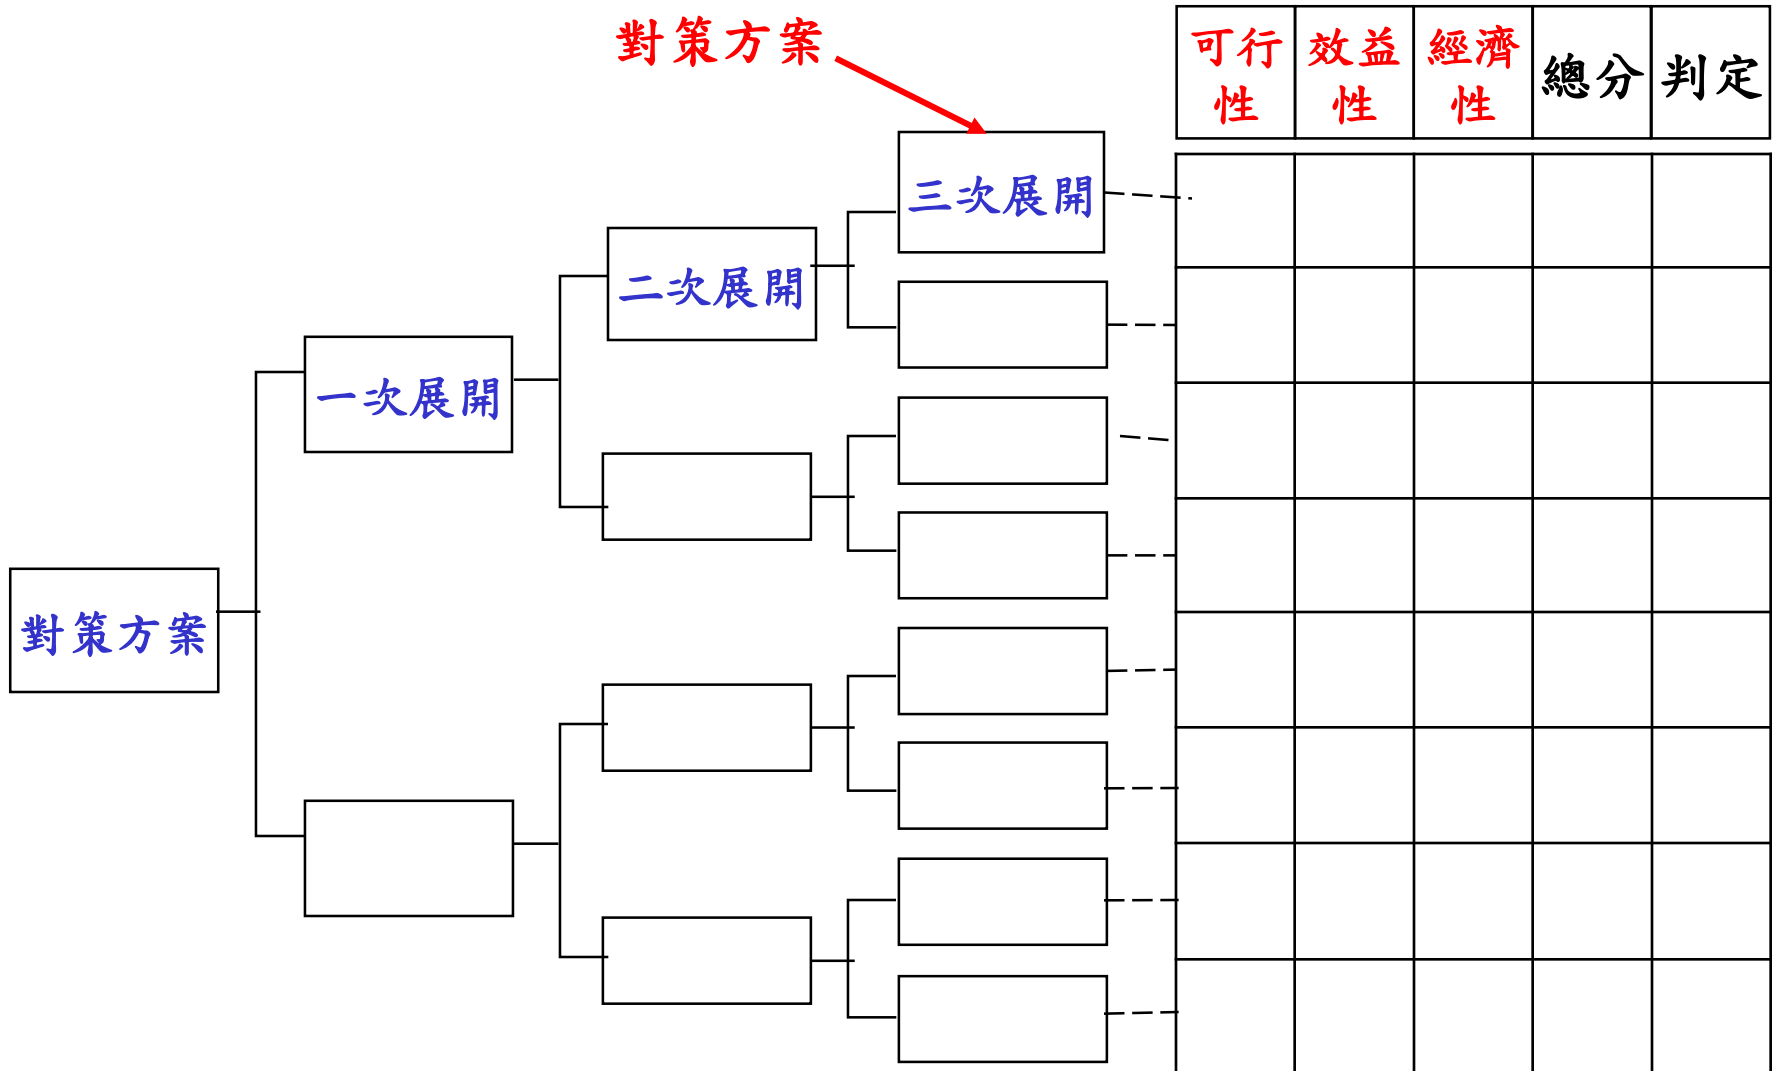 對策方案
可行
性
效益
性
經濟
性
總分
判定
三次展開
二次展開
一次展開
對策方案